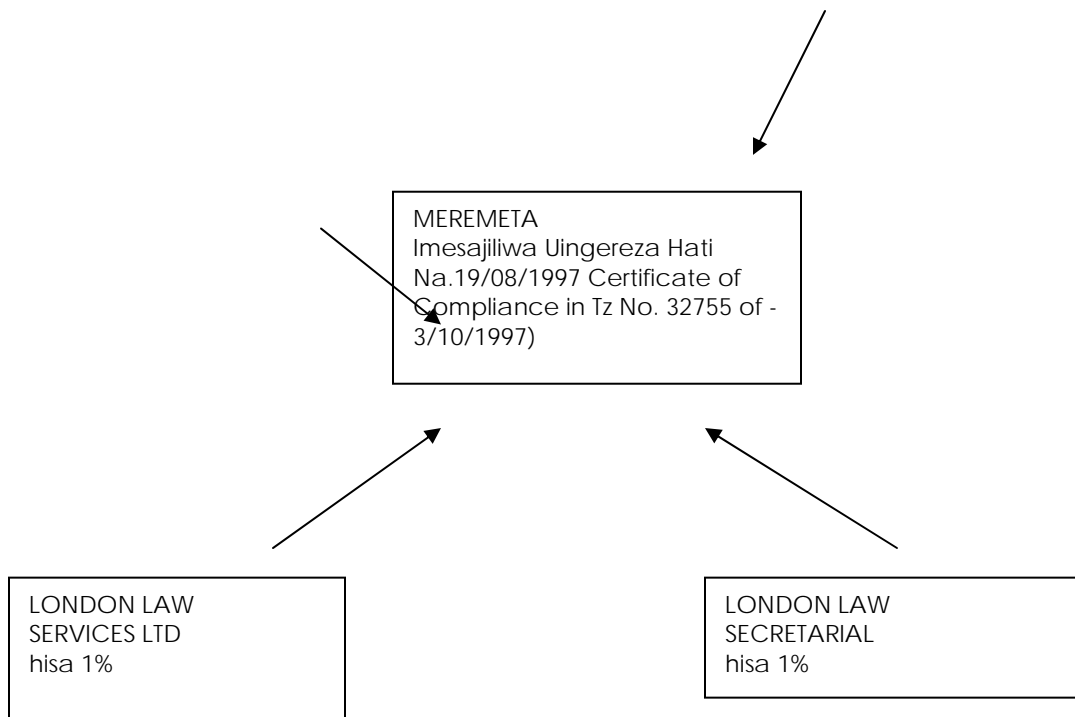 MEREMETA
Imesajiliwa Uingereza Hati
Na.19/08/1997 Certificate of
Compliance in Tz No. 32755 of -
3/10/1997)
LONDON LAW
SERVICES LTD
hisa 1%
LONDON LAW
SECRETARIAL
hisa 1%